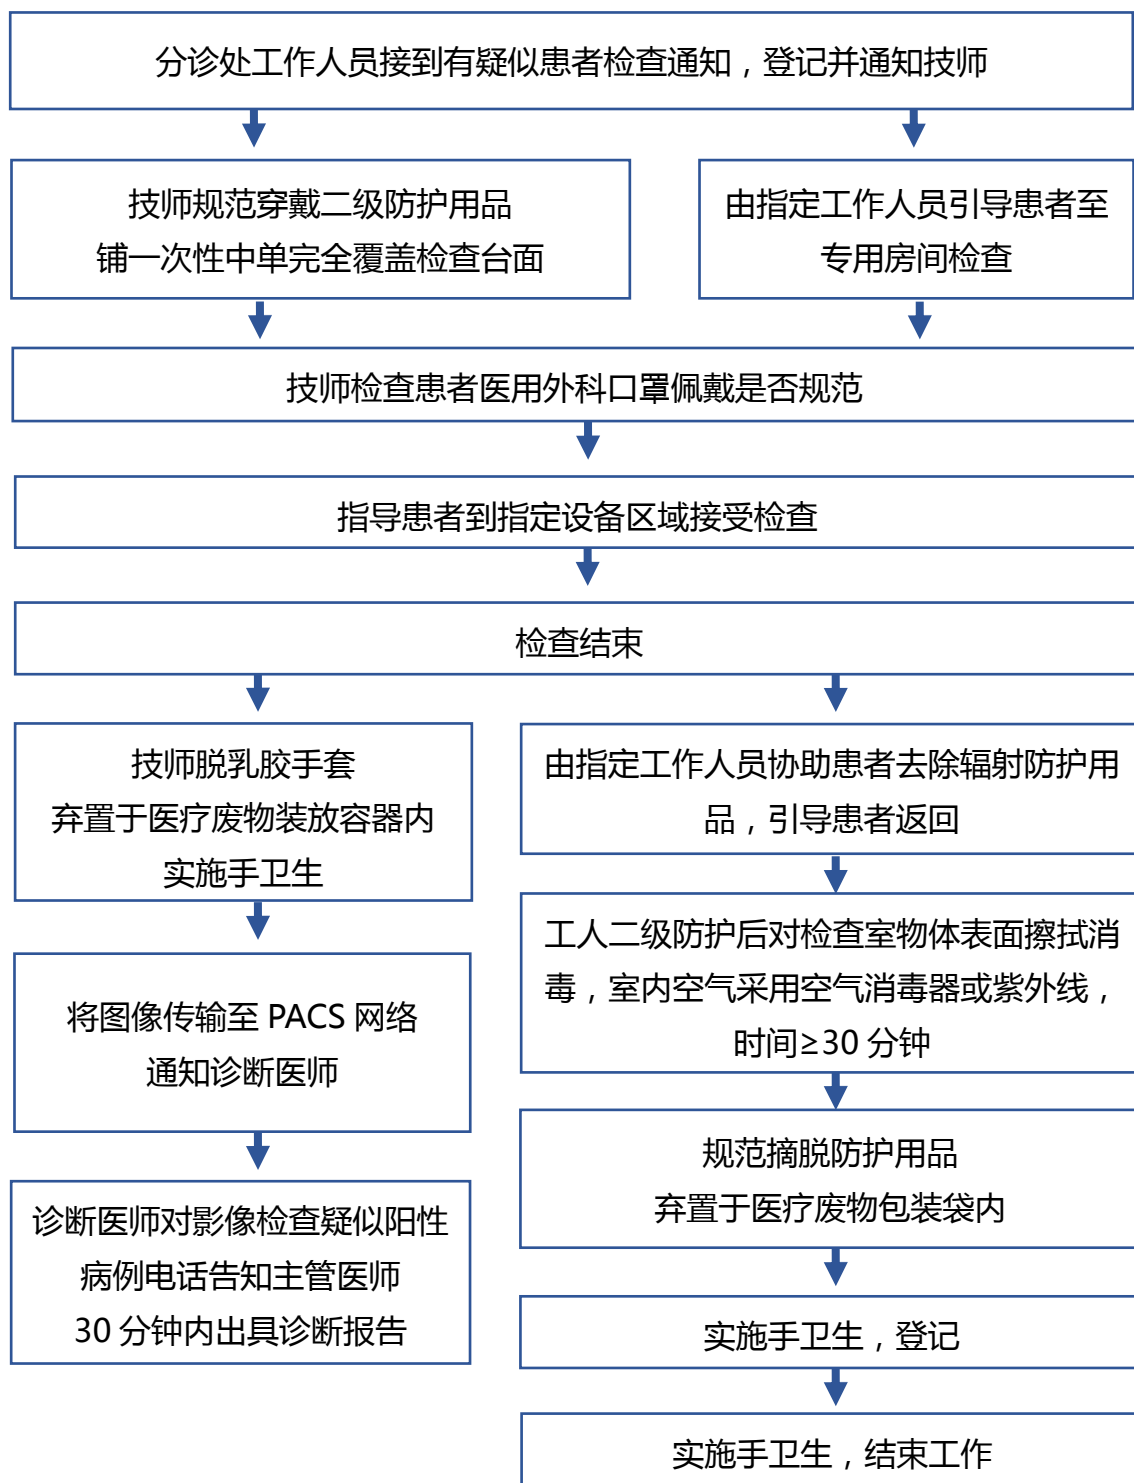 分诊处工作人员接到有疑似患者检查通知，登记并通知技师
技师规范穿戴二级防护用品
铺一次性中单完全覆盖检查台面
由指定工作人员引导患者至
专用房间检查
技师检查患者医用外科口罩佩戴是否规范
指导患者到指定设备区域接受检查
检查结束
技师脱乳胶手套
弃置于医疗废物装放容器内
实施手卫生
将图像传输至 PACS 网络
通知诊断医师
诊断医师对影像检查疑似阳性
病例电话告知主管医师
30 分钟内出具诊断报告
由指定工作人员协助患者去除辐射防护用
品，引导患者返回
工人二级防护后对检查室物体表面擦拭消
毒，室内空气采用空气消毒器或紫外线，
时间≥30 分钟
规范摘脱防护用品
弃置于医疗废物包装袋内
实施手卫生，登记
实施手卫生，结束工作